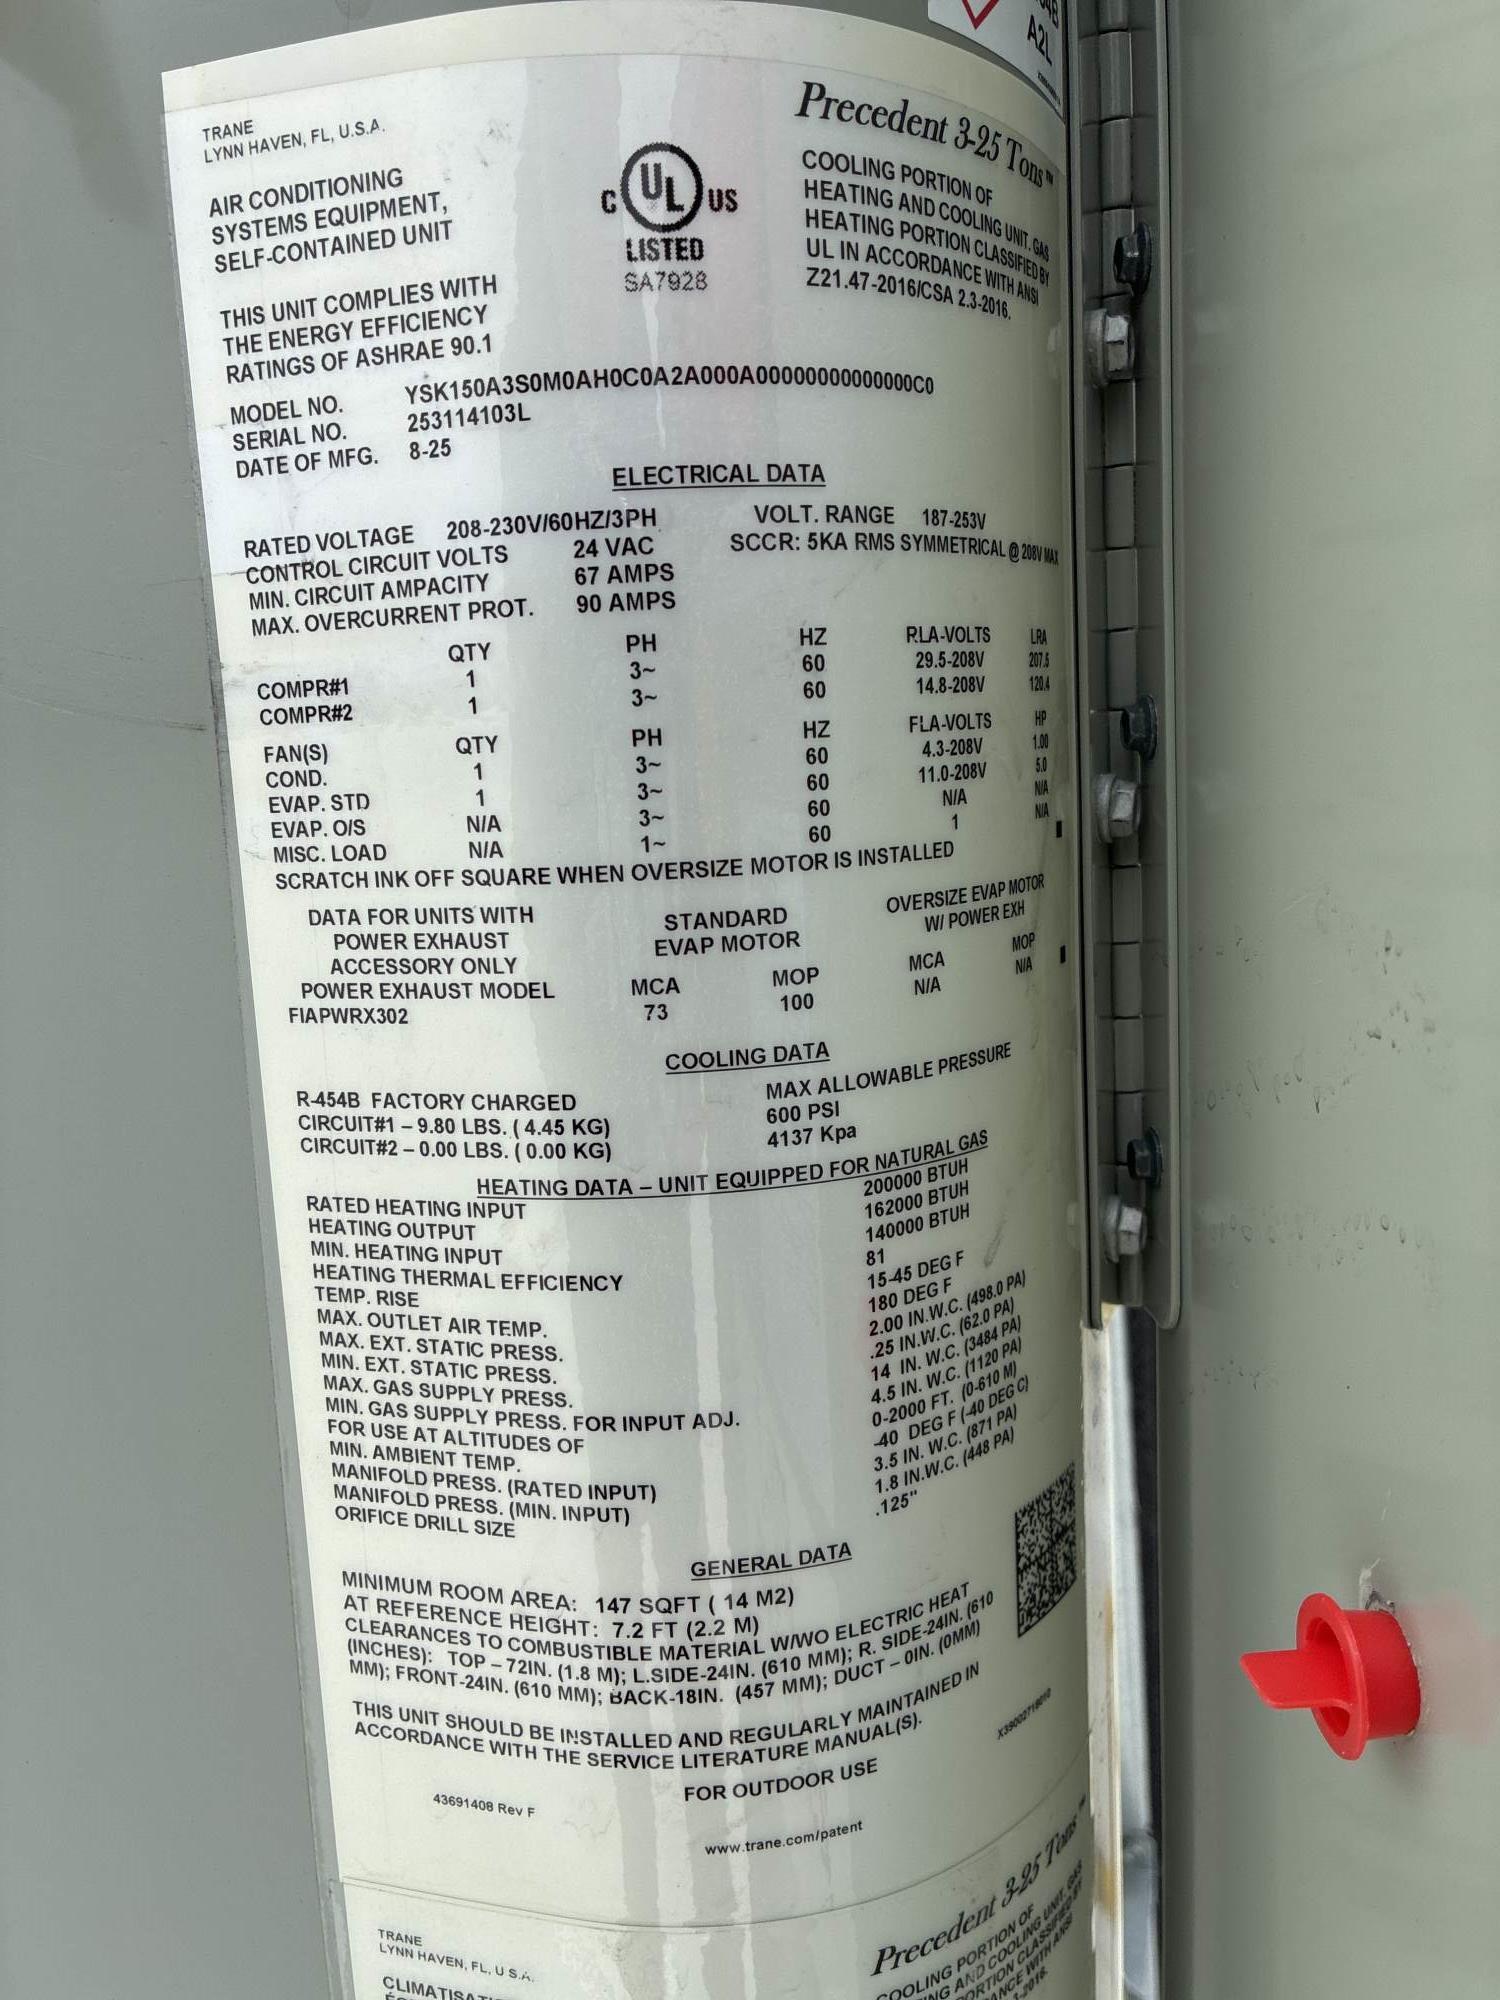 A2L
TRANE
LYNN HAVEN, FL, U.S.A.
AIR CONDITIONING
SYSTEMS EQUIPMENT,
SELF-CONTAINED UNIT
THIS UNIT COMPLIES WITH
THE ENERGY EFFICIENCY
RATINGS OF ASHRAE 90.1
C UL US
LISTED
SA7928
Precedent 3-25 Tons™
COOLING PORTION OF
HEATING AND COOLING UNIT. GAS
HEATING PORTION CLASSIFIED BY
UL IN ACCORDANCE WITH ANSI
Z21.47-2016/CSA 2.3-2016.
MODEL NO. YSK150A3S0M0AH0C0A2A000A00000000000000C0
SERIAL NO. 253114103L
DATE OF MFG. 8-25
ELECTRICAL DATA
RATED VOLTAGE 208-230V/60HZ/3PH VOLT. RANGE 187-253V
CONTROL CIRCUIT VOLTS 24 VAC SCCR: 5KA RMS SYMMETRICAL @ 208V MAX
MIN. CIRCUIT AMPACITY 67 AMPS
MAX. OVERCURRENT PROT. 90 AMPS
QTY PH HZ RLA-VOLTS LRA
COMPR#1 1 3~ 60 29.5-208V 207.5
COMPR#2 1 3~ 60 14.8-208V 120.4
FAN(S) QTY PH HZ FLA-VOLTS HP
COND. 1 3~ 60 4.3-208V 1.00
EVAP. STD 1 3~ 60 11.0-208V 5.0
EVAP. O/S N/A 3~ 60 N/A N/A
MISC. LOAD N/A 1~ 60 1 N/A
SCRATCH INK OFF SQUARE WHEN OVERSIZE MOTOR IS INSTALLED
DATA FOR UNITS WITH STANDARD OVERSIZE EVAP MOTOR
POWER EXHAUST EVAP MOTOR W/ POWER EXH
ACCESSORY ONLY
POWER EXHAUST MODEL MCA MOP MCA MOP
FIAPWRX302 73 100 N/A N/A
COOLING DATA
R-454B FACTORY CHARGED MAX ALLOWABLE PRESSURE
CIRCUIT#1 – 9.80 LBS. ( 4.45 KG) 600 PSI
CIRCUIT#2 – 0.00 LBS. ( 0.00 KG) 4137 Kpa
HEATING DATA – UNIT EQUIPPED FOR NATURAL GAS
RATED HEATING INPUT 200000 BTUH
HEATING OUTPUT 162000 BTUH
MIN. HEATING INPUT 140000 BTUH
HEATING THERMAL EFFICIENCY 81
TEMP. RISE 15-45 DEG F
MAX. OUTLET AIR TEMP. 180 DEG F
MAX. EXT. STATIC PRESS. 2.00 IN.W.C. (498.0 PA)
MIN. EXT. STATIC PRESS. .25 IN.W.C. (62.0 PA)
MAX. GAS SUPPLY PRESS. 14 IN. W.C. (3484 PA)
MIN. GAS SUPPLY PRESS. FOR INPUT ADJ. 4.5 IN. W.C. (1120 PA)
FOR USE AT ALTITUDES OF 0-2000 FT. (0-610 M)
MIN. AMBIENT TEMP. -40 DEG F (-40 DEG C)
MANIFOLD PRESS. (RATED INPUT) 3.5 IN. W.C. (871 PA)
MANIFOLD PRESS. (MIN. INPUT) 1.8 IN.W.C. (448 PA)
ORIFICE DRILL SIZE .125"
GENERAL DATA
MINIMUM ROOM AREA: 147 SQFT ( 14 M2)
AT REFERENCE HEIGHT: 7.2 FT (2.2 M)
CLEARANCES TO COMBUSTIBLE MATERIAL W/WO ELECTRIC HEAT
(INCHES): TOP – 72IN. (1.8 M); L.SIDE-24IN. (610 MM); R. SIDE-24IN. (610
MM); FRONT-24IN. (610 MM); BACK-18IN. (457 MM); DUCT – 0IN. (0MM)
THIS UNIT SHOULD BE INSTALLED AND REGULARLY MAINTAINED IN
ACCORDANCE WITH THE SERVICE LITERATURE MANUAL(S).
FOR OUTDOOR USE
43691408 Rev F
www.trane.com/patent
TRANE
LYNN HAVEN, FL, U.S.A.
Precedent 3-25 Tons™
COOLING PORTION OF
AND COOLING UNIT. GAS